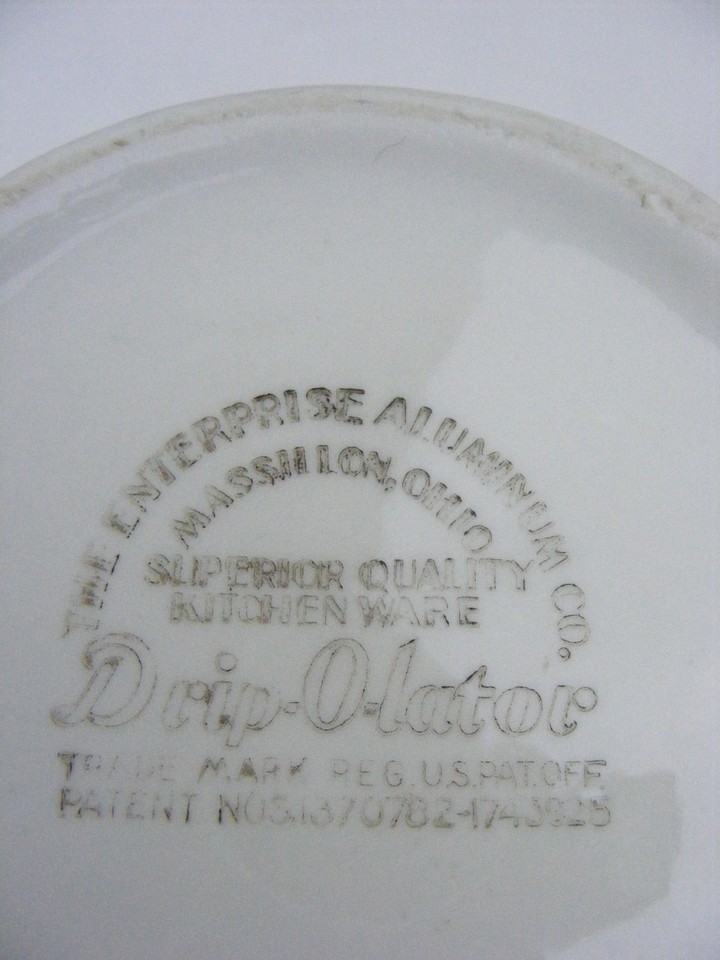 THE ENTERPRISE ALUMINUM CO.
MASSILLON, OHIO
SUPERIOR QUALITY
KITCHEN WARE
Drip-O-lator
TRADE MARK REG. U.S. PAT. OFF.
PATENT NOS. 1370782-1743925